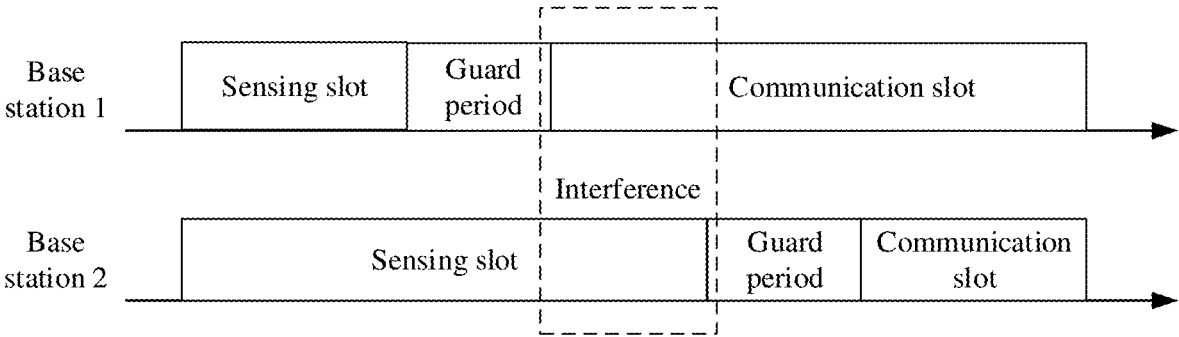 Base
station 1
Sensing slot
Guard
period
Communication slot
Interference
Base
station 2
Sensing slot
Guard
period
Communication
slot